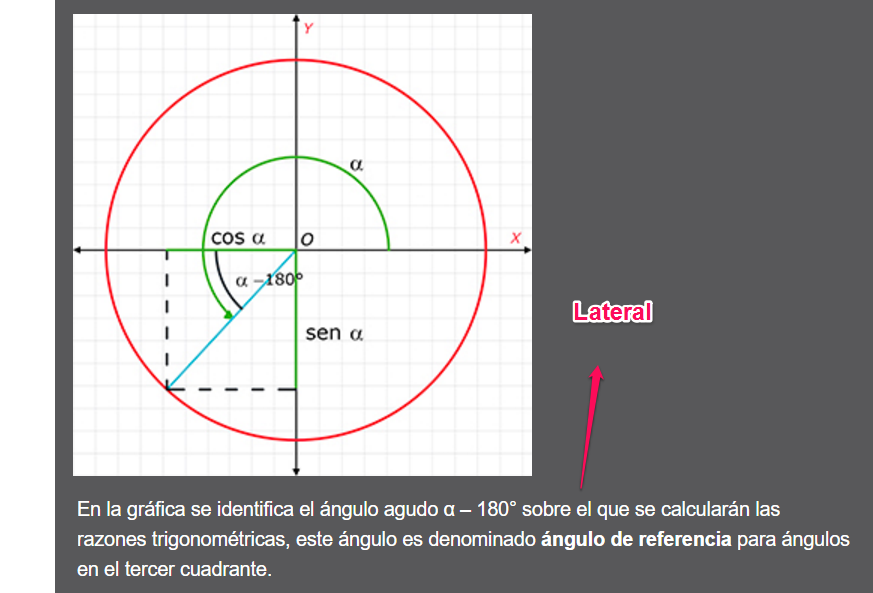 Y
α
cos α
O
X
α –180º
sen α
Lateral
En la gráfica se identifica el ángulo agudo α – 180° sobre el que se calcularán las
razones trigonométricas, este ángulo es denominado ángulo de referencia para ángulos
en el tercer cuadrante.